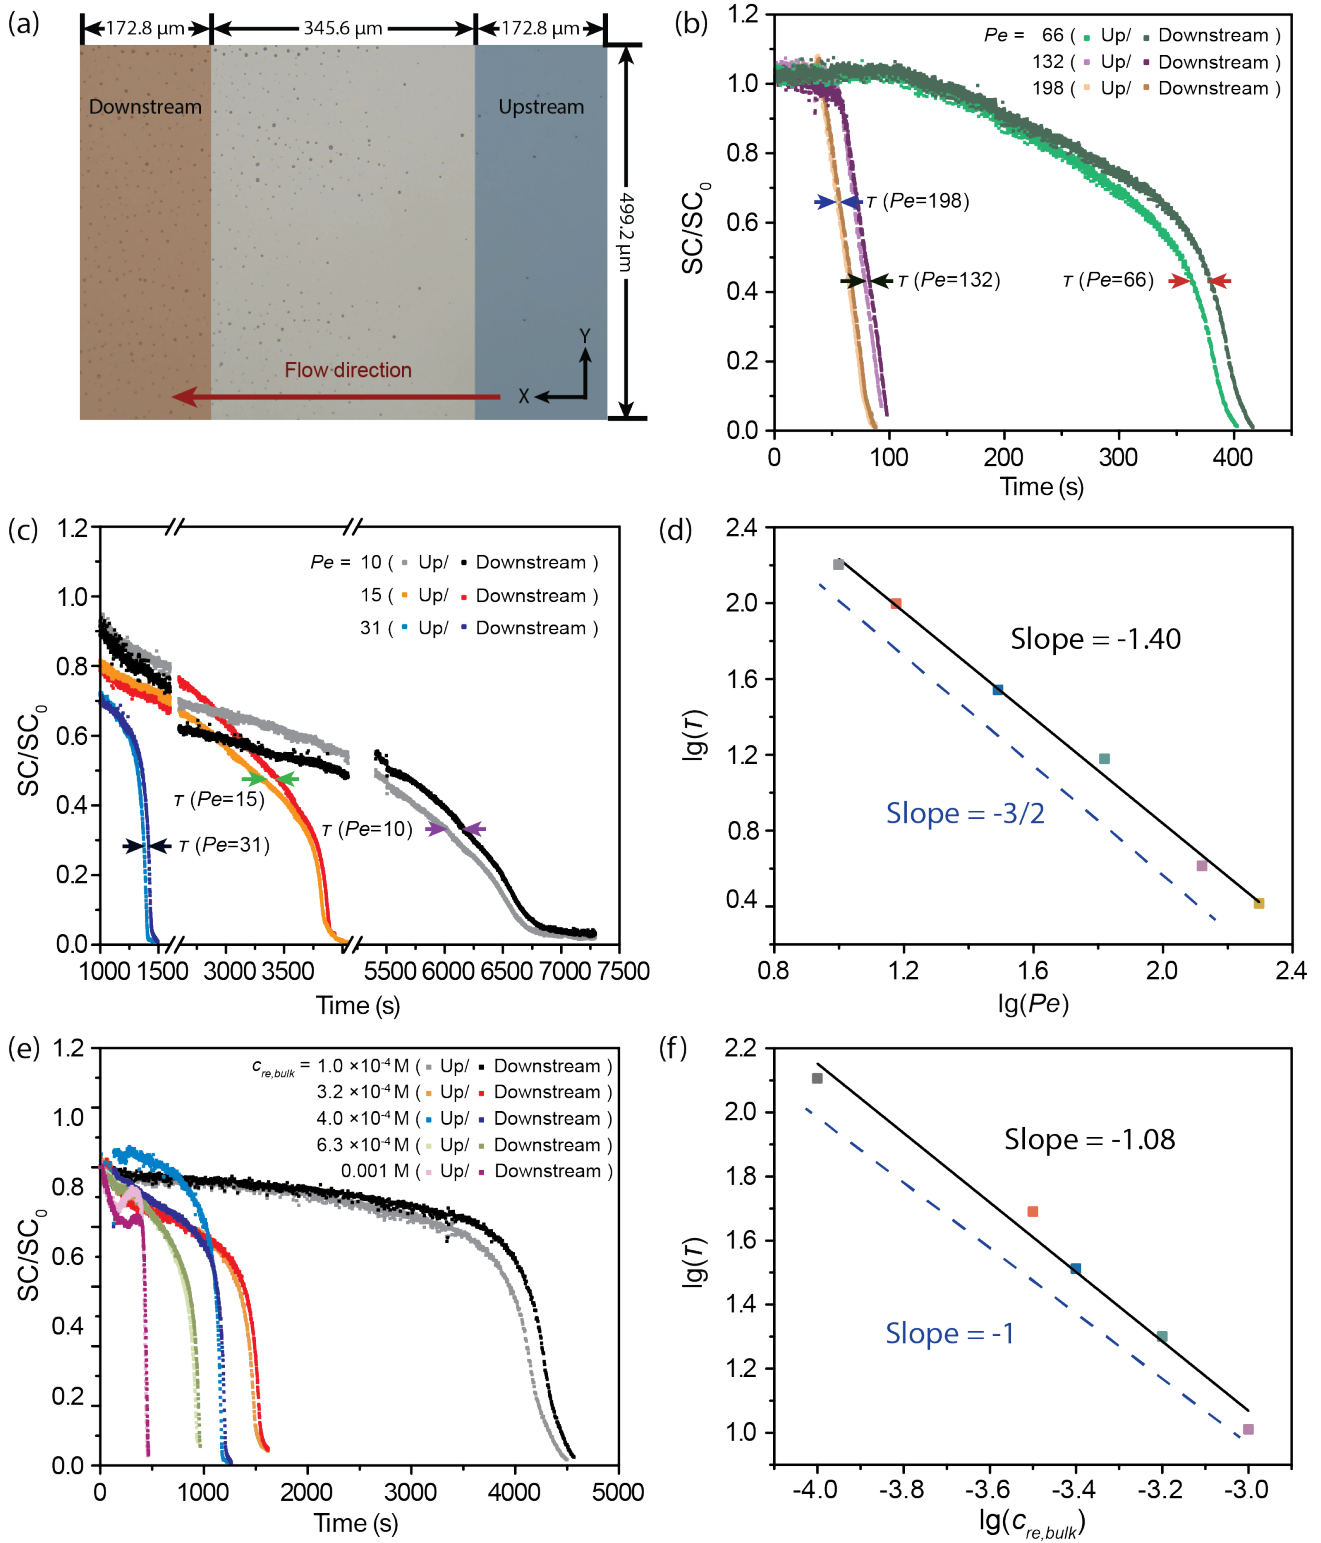 (a)
172.8 µm
345.6 µm
172.8 µm
Downstream
Upstream
499.2 µm
Flow direction
Y
X
(b)
Pe = 66 ( Up/ Downstream )
132 ( Up/ Downstream )
198 ( Up/ Downstream )
τ (Pe=198)
τ (Pe=132)
τ (Pe=66)
SC/SC0
1.2
1.0
0.8
0.6
0.4
0.2
0.0
0 100 200 300 400
Time (s)
(c)
Pe = 10 ( Up/ Downstream )
15 ( Up/ Downstream )
31 ( Up/ Downstream )
τ (Pe=15)
τ (Pe=10)
τ (Pe=31)
SC/SC0
1.2
1.0
0.8
0.6
0.4
0.2
0.0
1000 1500 3000 3500 5500 6000 6500 7000 7500
Time (s)
(d)
Slope = -1.40
Slope = -3/2
lg(τ)
2.4
2.0
1.6
1.2
0.8
0.4
0.8 1.2 1.6 2.0 2.4
lg(Pe)
(e)
cre,bulk = 1.0 ×10-4 M ( Up/ Downstream )
3.2 ×10-4 M ( Up/ Downstream )
4.0 ×10-4 M ( Up/ Downstream )
6.3 ×10-4 M ( Up/ Downstream )
0.001 M ( Up/ Downstream )
SC/SC0
1.2
1.0
0.8
0.6
0.4
0.2
0.0
0 1000 2000 3000 4000 5000
Time (s)
(f)
Slope = -1.08
Slope = -1
lg(τ)
2.2
2.0
1.8
1.6
1.4
1.2
1.0
-4.0 -3.8 -3.6 -3.4 -3.2 -3.0
lg(cre,bulk)